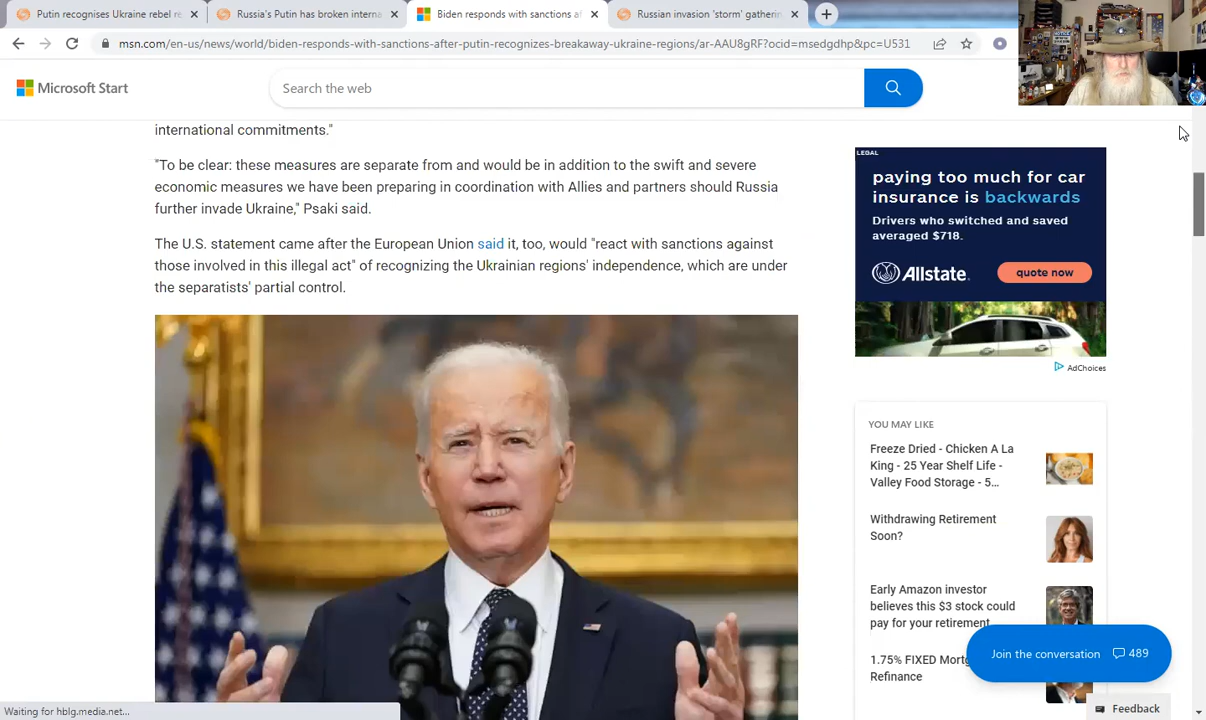 Putin recognises Ukraine rebel re
Russia's Putin has broken interna
Biden responds with sanctions af
Russian invasion 'storm' gatherin
msn.com/en-us/news/world/biden-responds-with-sanctions-after-putin-recognizes-breakaway-ukraine-regions/ar-AAU8gRF?ocid=msedgdhp&pc=U531
Microsoft Start
Search the web
international commitments."
"To be clear: these measures are separate from and would be in addition to the swift and severe
economic measures we have been preparing in coordination with Allies and partners should Russia
further invade Ukraine," Psaki said.
The U.S. statement came after the European Union said it, too, would "react with sanctions against
those involved in this illegal act" of recognizing the Ukrainian regions' independence, which are under
the separatists' partial control.
LEGAL
paying too much for car
insurance is backwards
Drivers who switched and saved
averaged $718.
Allstate.
quote now
AdChoices
YOU MAY LIKE
Freeze Dried - Chicken A La
King - 25 Year Shelf Life -
Valley Food Storage - 5…
Withdrawing Retirement
Soon?
Early Amazon investor
believes this $3 stock could
pay for your retirement
1.75% FIXED Mortg
Refinance
Join the conversation 489
Feedback
Waiting for hblg.media.net...